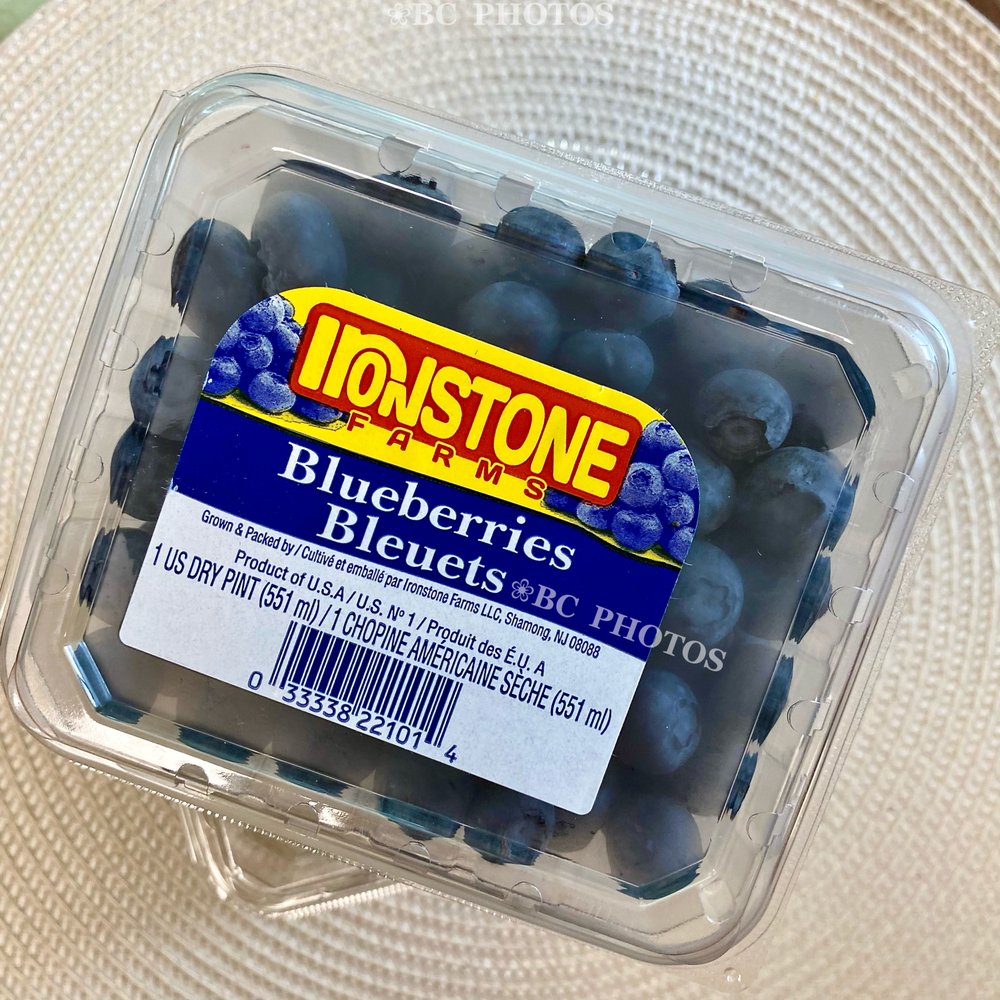 ❀BC PHOTOS
IRONSTONE
FARMS
Blueberries
Bleuets
Grown & Packed by / Cultivé et emballé par Ironstone Farms LLC, Shamong, NJ 08088
Product of U.S.A / U.S. Nº 1 / Produit des É.U. A
1 US DRY PINT (551 ml) / 1 CHOPINE AMÉRICAINE SÈCHE (551 ml)
0 33338 22101 4
❀BC PHOTOS